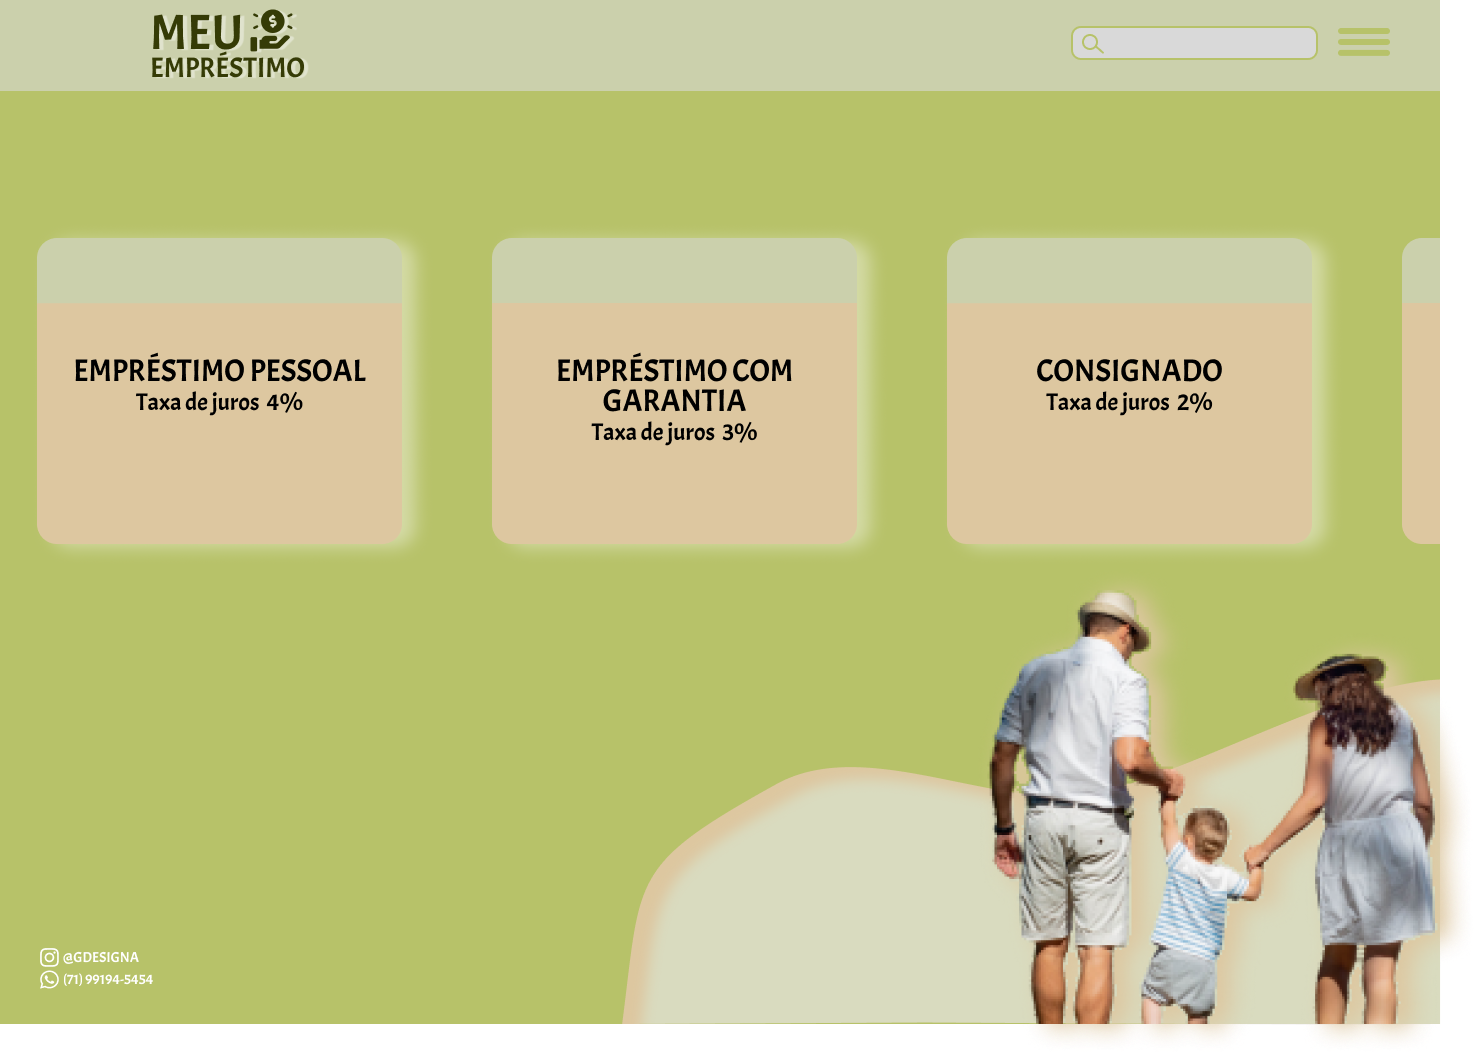 MEU
EMPRÉSTIMO
EMPRÉSTIMO PESSOAL
Taxa de juros 4%
EMPRÉSTIMO COM
GARANTIA
Taxa de juros 3%
CONSIGNADO
Taxa de juros 2%
@GDESIGNA
(71) 99194-5454